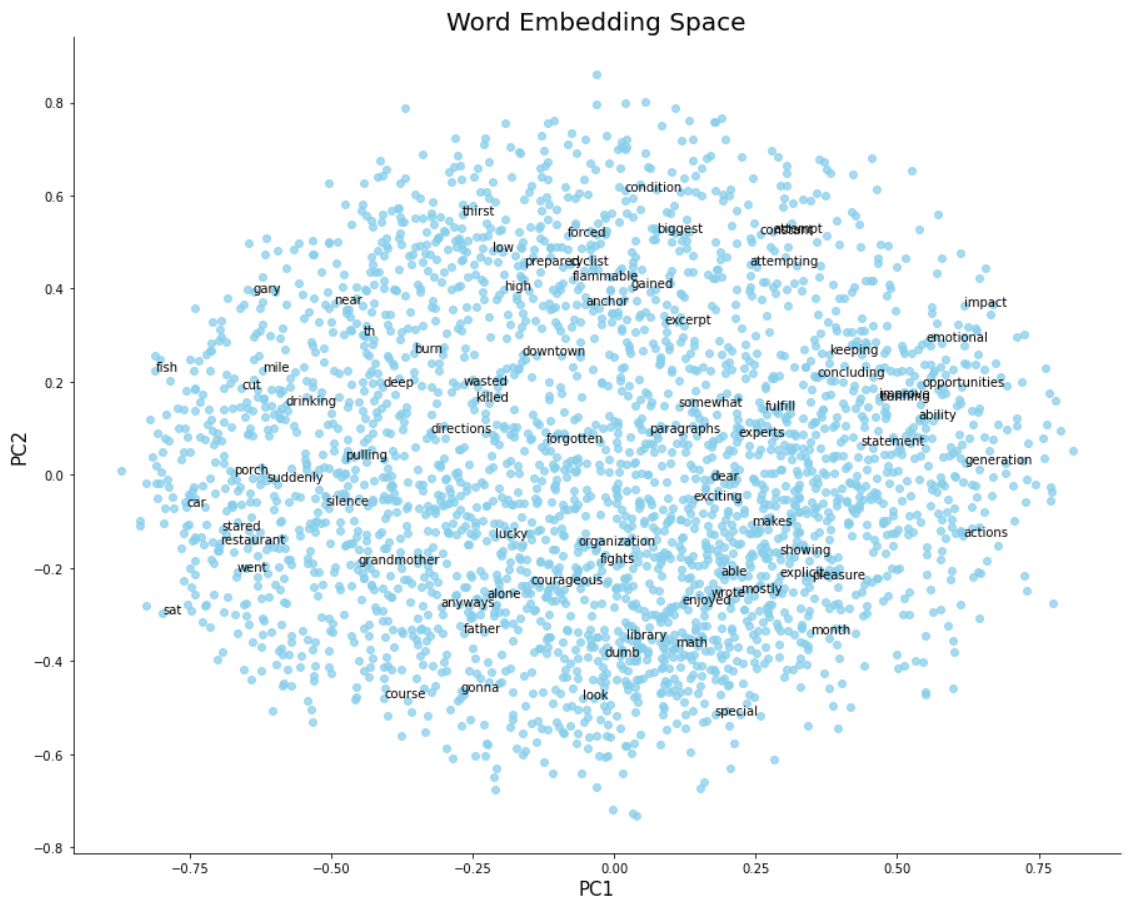 Word Embedding Space
0.8
condition
0.6
thirst
forced
biggest
attempt
low
prepared
cyclist
attempting
flammable
high
gained
gary
0.4
near
anchor
impact
excerpt
th
emotional
burn
downtown
keeping
fish
mile
concluding
cut
0.2
deep
wasted
opportunities
improve
killed
drinking
somewhat
fulfill
ability
directions
paragraphs
experts
forgotten
statement
PC2
pulling
generation
porch
0.0
suddenly
dear
car
silence
exciting
stared
makes
restaurant
lucky
organization
actions
showing
went
grandmother
fights
−0.2
able
explicit
pleasure
courageous
alone
wrote
mostly
anyways
enjoyed
sat
father
library
month
math
dumb
−0.4
course
gonna
look
special
−0.6
−0.8
−0.75
−0.50
−0.25
0.00
0.25
0.50
0.75
PC1